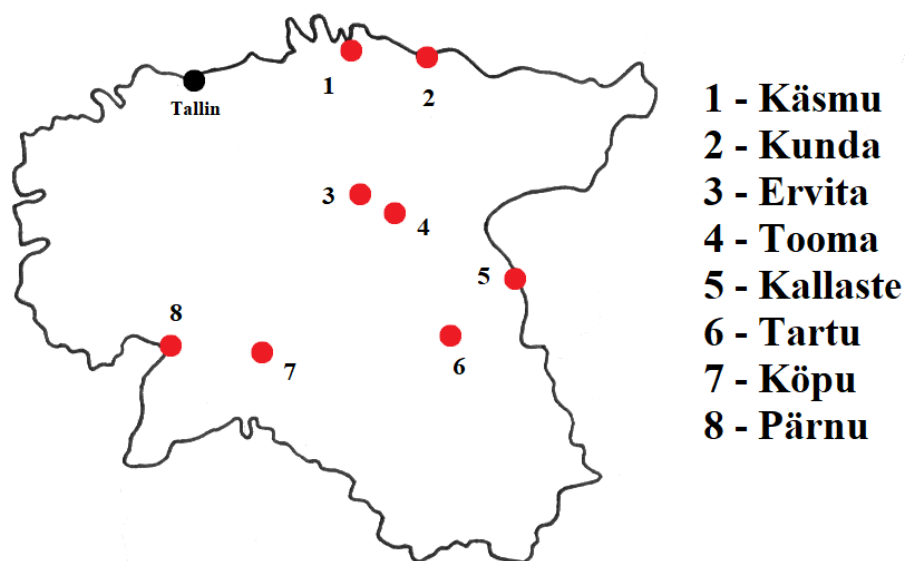 1
2
Tallin
3
4
5
6
7
8
1 - Käsmu
2 - Kunda
3 - Ervita
4 - Tooma
5 - Kallaste
6 - Tartu
7 - Köpu
8 - Pärnu